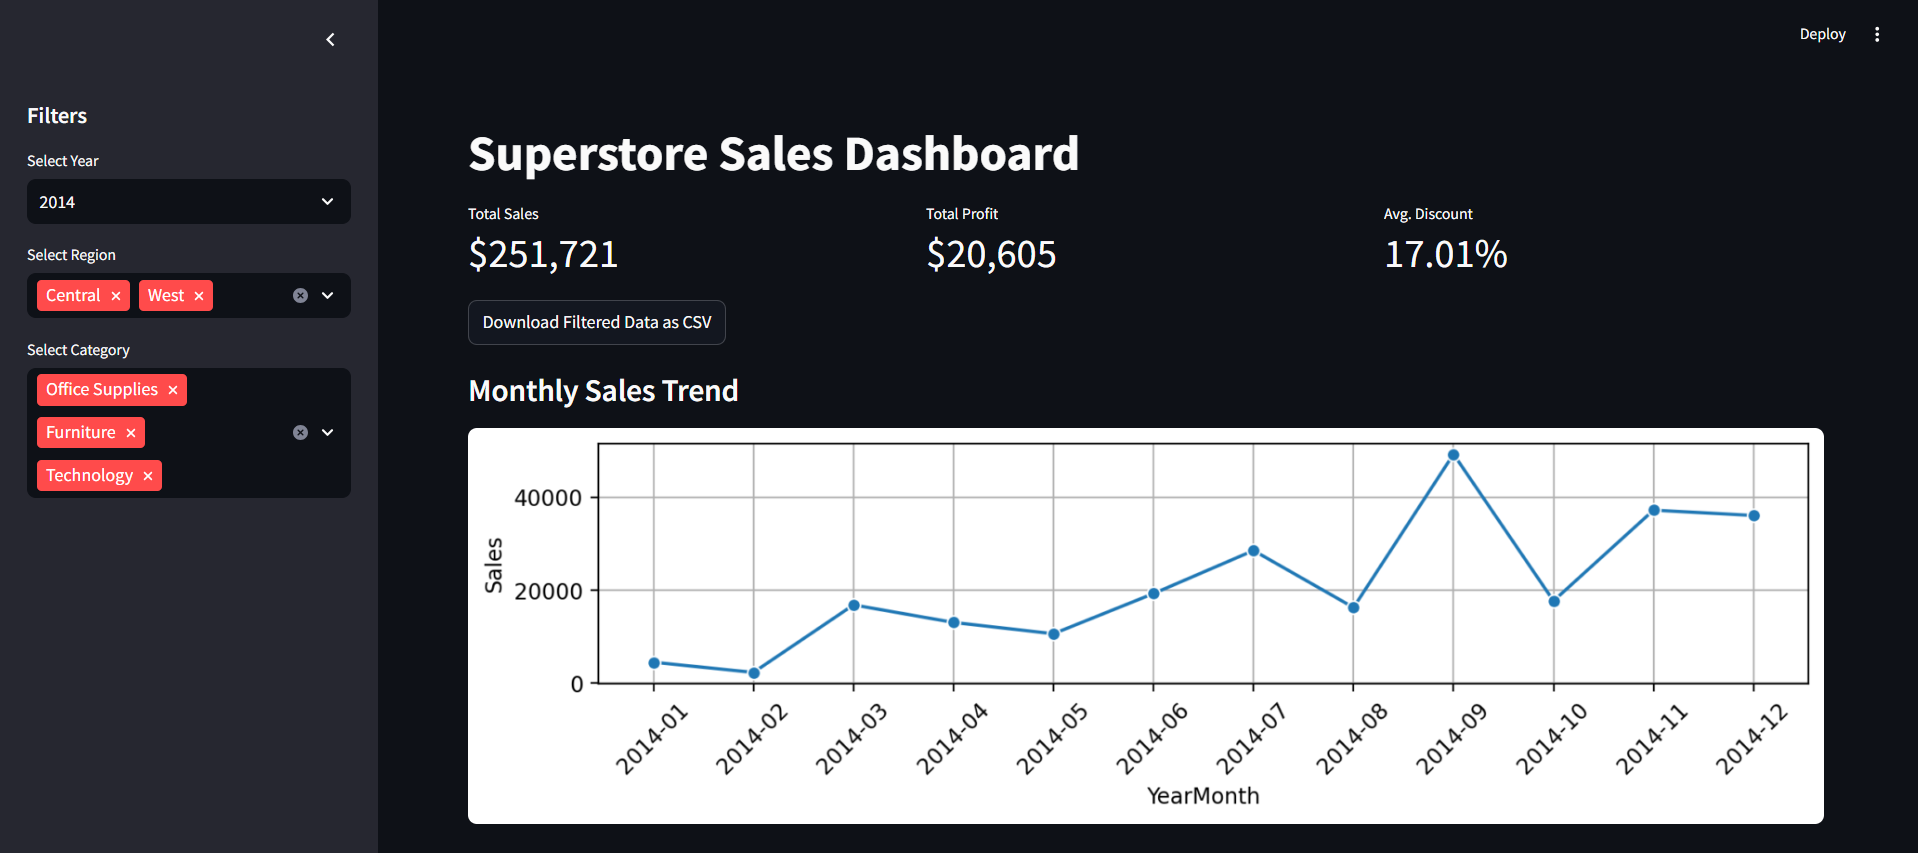 Deploy
Filters
Select Year
2014
Select Region
Central
West
Select Category
Office Supplies
Furniture
Technology
Superstore Sales Dashboard
Total Sales
$251,721
Total Profit
$20,605
Avg. Discount
17.01%
Download Filtered Data as CSV
Monthly Sales Trend
Sales
40000
20000
0
2014-01
2014-02
2014-03
2014-04
2014-05
2014-06
2014-07
2014-08
2014-09
2014-10
2014-11
2014-12
YearMonth